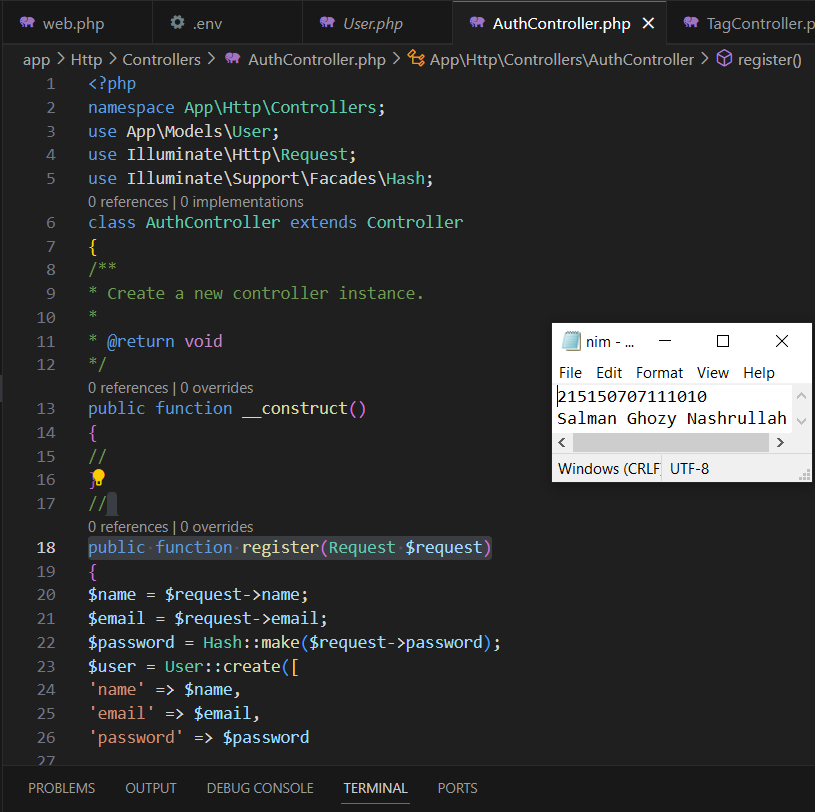 web.php .env User.php AuthController.php TagController.p
app > Http > Controllers > AuthController.php > App\Http\Controllers\AuthController > register()
1 <?php
2 namespace App\Http\Controllers;
3 use App\Models\User;
4 use Illuminate\Http\Request;
5 use Illuminate\Support\Facades\Hash;
0 references | 0 implementations
6 class AuthController extends Controller
7 {
8 /**
9 * Create a new controller instance.
10 *
11 * @return void
12 */
0 references | 0 overrides
13 public function __construct()
14 {
15 //
16 }
17 //
0 references | 0 overrides
18 public function register(Request $request)
19 {
20 $name = $request->name;
21 $email = $request->email;
22 $password = Hash::make($request->password);
23 $user = User::create([
24 'name' => $name,
25 'email' => $email,
26 'password' => $password
27
PROBLEMS OUTPUT DEBUG CONSOLE TERMINAL PORTS
nim - ...
File Edit Format View Help
215150707111010
Salman Ghozy Nashrullah
Windows (CRLF UTF-8